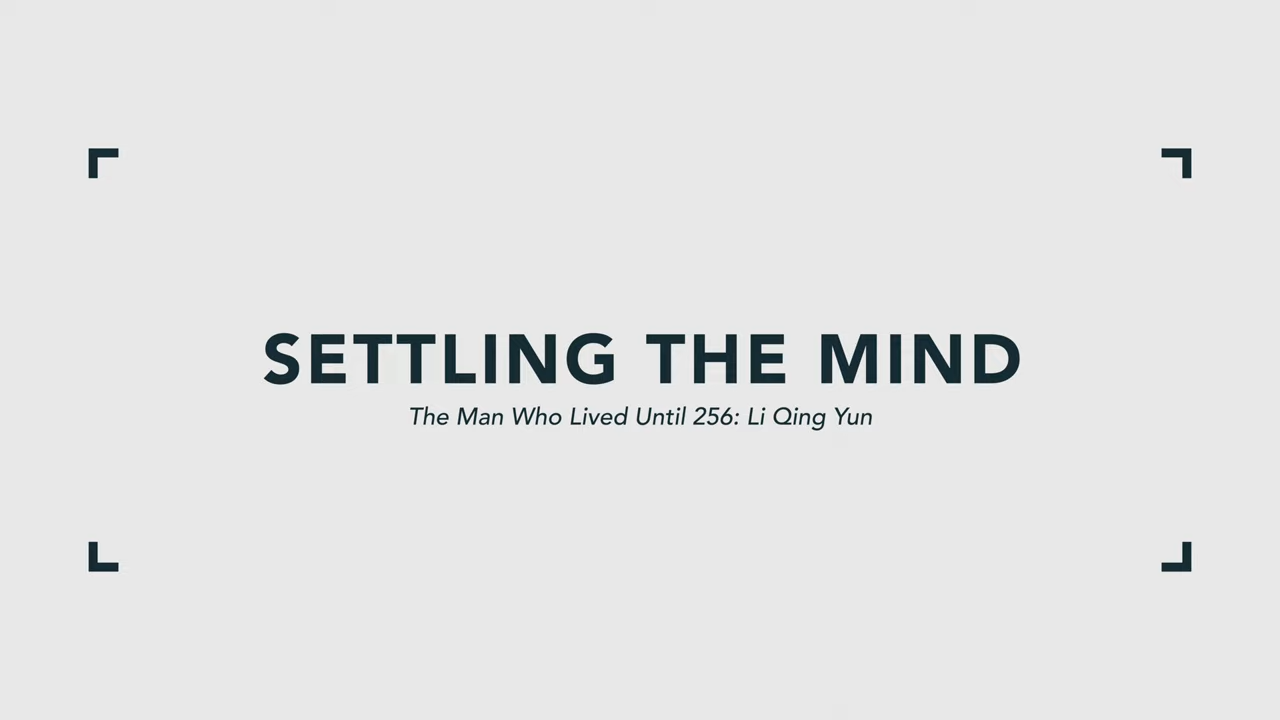 SETTLING THE MIND
The Man Who Lived Until 256: Li Qing Yun